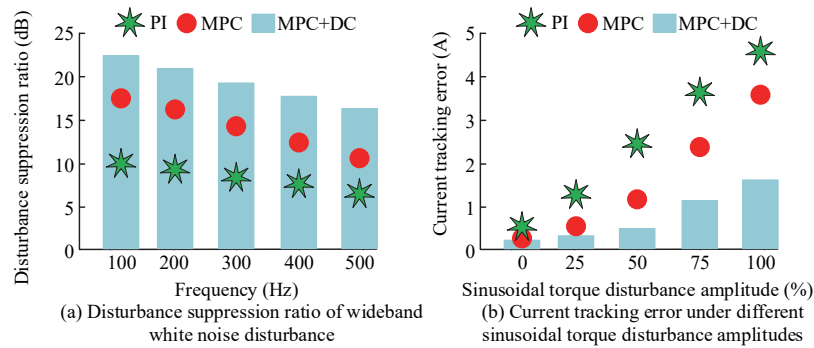 PI MPC MPC+DC
Disturbance suppression ratio (dB)
25
20
15
10
5
0
100 200 300 400 500
Frequency (Hz)
(a) Disturbance suppression ratio of wideband
white noise disturbance
PI MPC MPC+DC
Current tracking error (A)
5
4
3
2
1
0
0 25 50 75 100
Sinusoidal torque disturbance amplitude (%)
(b) Current tracking error under different
sinusoidal torque disturbance amplitudes